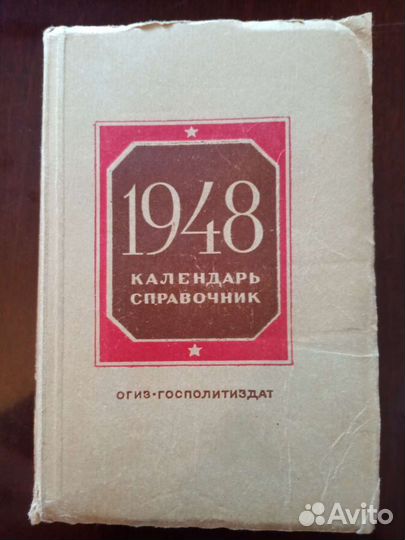 1948
КАЛЕНДАРЬ
СПРАВОЧНИК
ОГИЗ•ГОСПОЛИТИЗДАТ
Avito